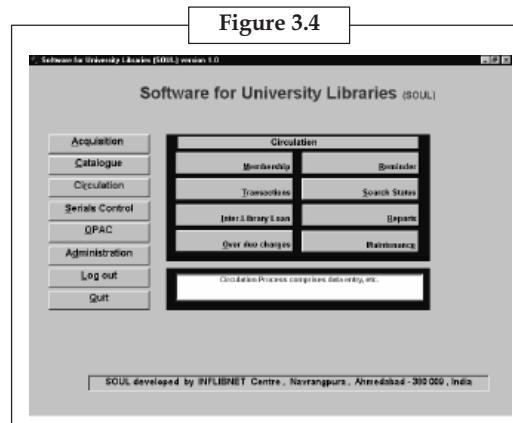 Figure 3.4
Software for University Libraries (SOUL) version 1.0
Software for University Libraries (SOUL)
Acquisition
Catalogue
Circulation
Serials Control
OPAC
Administration
Log out
Quit
Circulation
Membership Reminder
Transactions Search Status
Inter Library Loan Reports
Over due charges Maintenance
Circulation Process comprises data entry, etc.
SOUL developed by INFLIBNET Centre, Navrangpura, Ahmedabad - 380 009, India